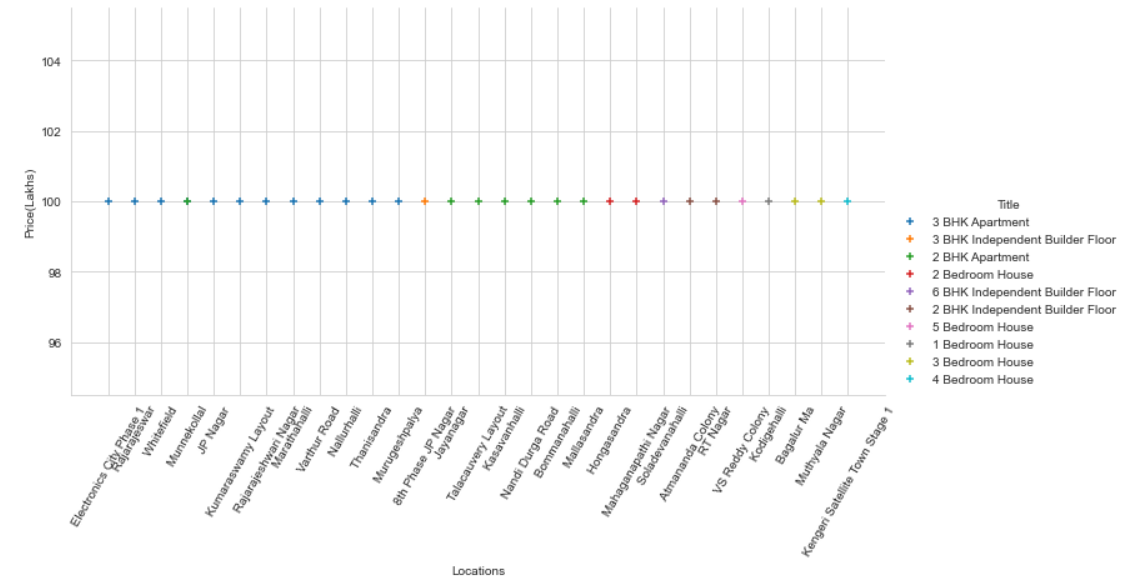 104
102
100
98
96
Price(Lakhs)
Electronics City Phase 1
Rajarajeswar
Whitefield
Munnekollal
JP Nagar
Kumaraswamy Layout
Rajarajeshwari Nagar
Marathahalli
Varthur Road
Nallurhalli
Thanisandra
Murugeshpalya
8th Phase JP Nagar
Jayanagar
Talacauvery Layout
Kasavanhalli
Nandi Durga Road
Bommanahalli
Mallasandra
Hongasandra
Mahaganapathi Nagar
Soladevanahalli
Atmananda Colony
RT Nagar
VS Reddy Colony
Kodigehalli
Bagalur Ma
Muthyala Nagar
Kengeri Satellite Town Stage 1
Locations
Title
3 BHK Apartment
3 BHK Independent Builder Floor
2 BHK Apartment
2 Bedroom House
6 BHK Independent Builder Floor
2 BHK Independent Builder Floor
5 Bedroom House
1 Bedroom House
3 Bedroom House
4 Bedroom House